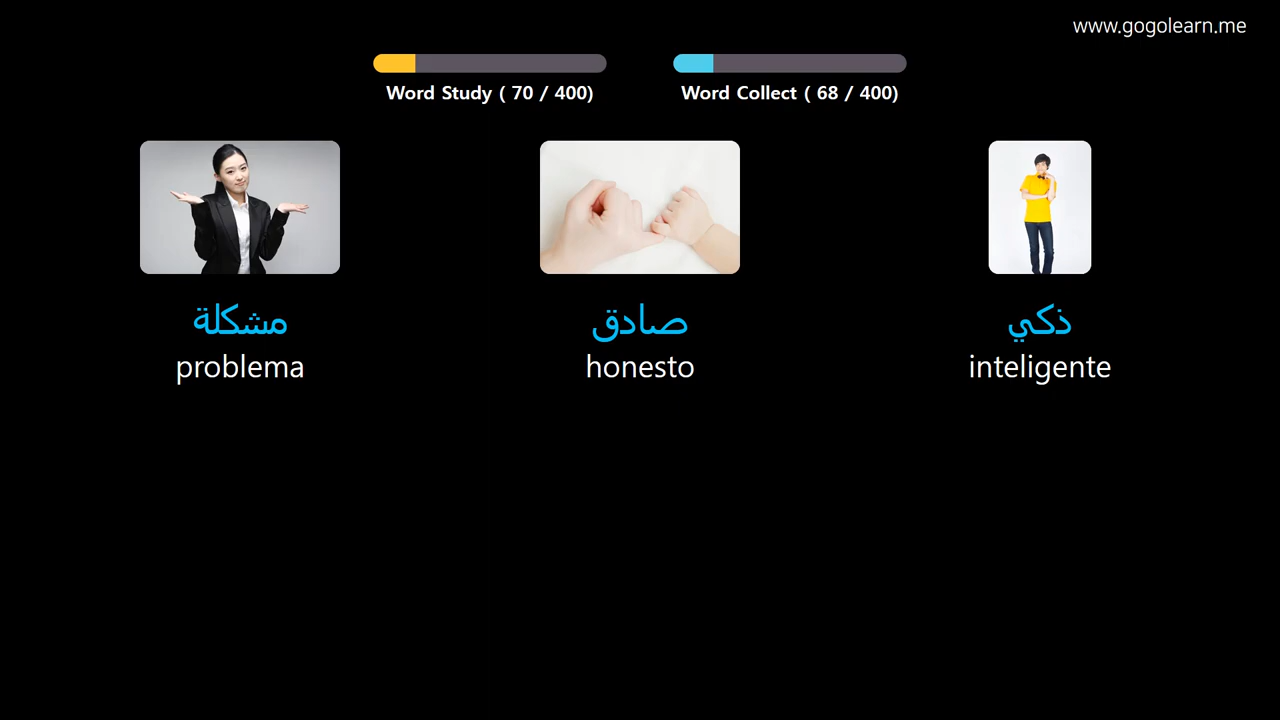 www.gogolearn.me
Word Study ( 70 / 400)
Word Collect ( 68 / 400)
مشكلة
problema
صادق
honesto
ذكي
inteligente